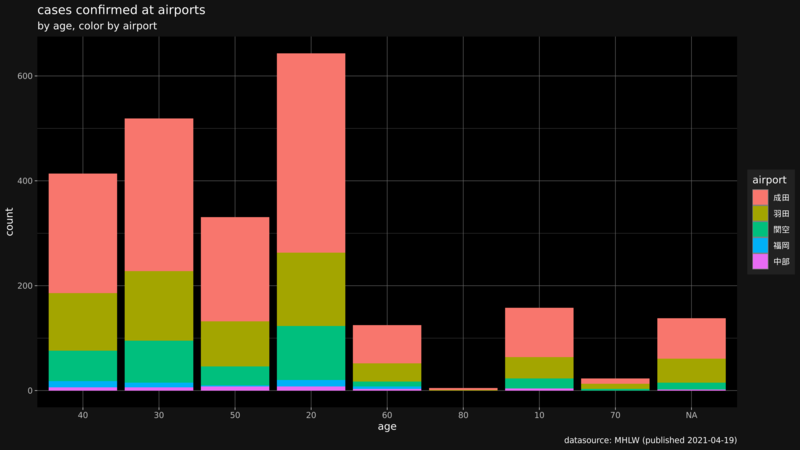 cases confirmed at airports
by age, color by airport
600
400
200
0
count
40 30 50 20 60 80 10 70 NA
age
airport
成田
羽田
関空
福岡
中部
datasource: MHLW (published 2021-04-19)